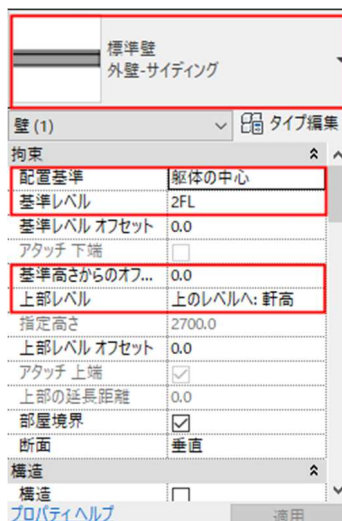 標準壁
外壁-サイディング
壁 (1)
タイプ編集
拘束
配置基準 躯体の中心
基準レベル 2FL
基準レベル オフセット 0.0
アタッチ 下端
基準高さからのオフ... 0.0
上部レベル 上のレベルへ: 軒高
指定高さ 2700.0
上部レベル オフセット 0.0
アタッチ 上端
上部の延長距離 0.0
部屋境界
断面 垂直
構造
構造
プロパティヘルプ 適用